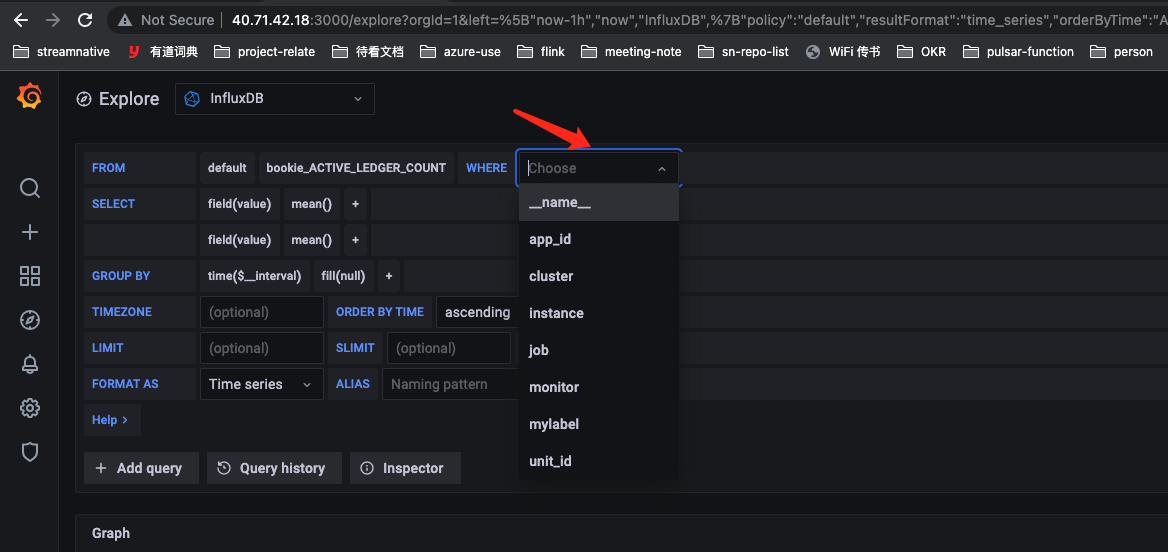 Not Secure 40.71.42.18:3000/explore?orgId=1&left=%5B"now-1h","now","InfluxDB",%7B"policy":"default","resultFormat":"time_series","orderByTime":"A
streamnative 有道词典 project-relate 待看文档 azure-use flink meeting-note sn-repo-list WiFi 传书 OKR pulsar-function person
Explore InfluxDB
FROM default bookie_ACTIVE_LEDGER_COUNT WHERE Choose
SELECT field(value) mean() +
field(value) mean() +
GROUP BY time($__interval) fill(null) +
TIMEZONE (optional) ORDER BY TIME ascending
LIMIT (optional) SLIMIT (optional)
FORMAT AS Time series ALIAS Naming pattern
Help >
__name__
app_id
cluster
instance
job
monitor
mylabel
unit_id
+ Add query Query history Inspector
Graph